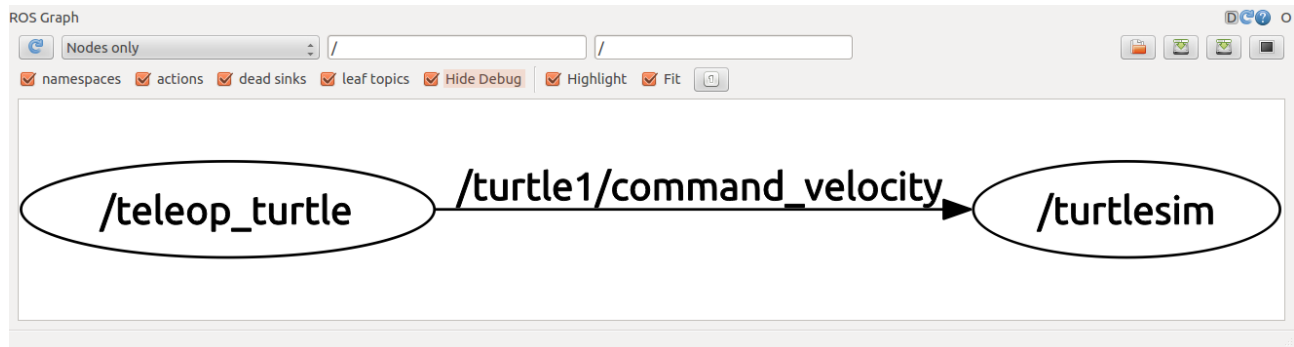 ROS Graph D ? O
Nodes only / /
namespaces actions dead sinks leaf topics Hide Debug Highlight Fit
/turtle1/command_velocity
/teleop_turtle /turtlesim